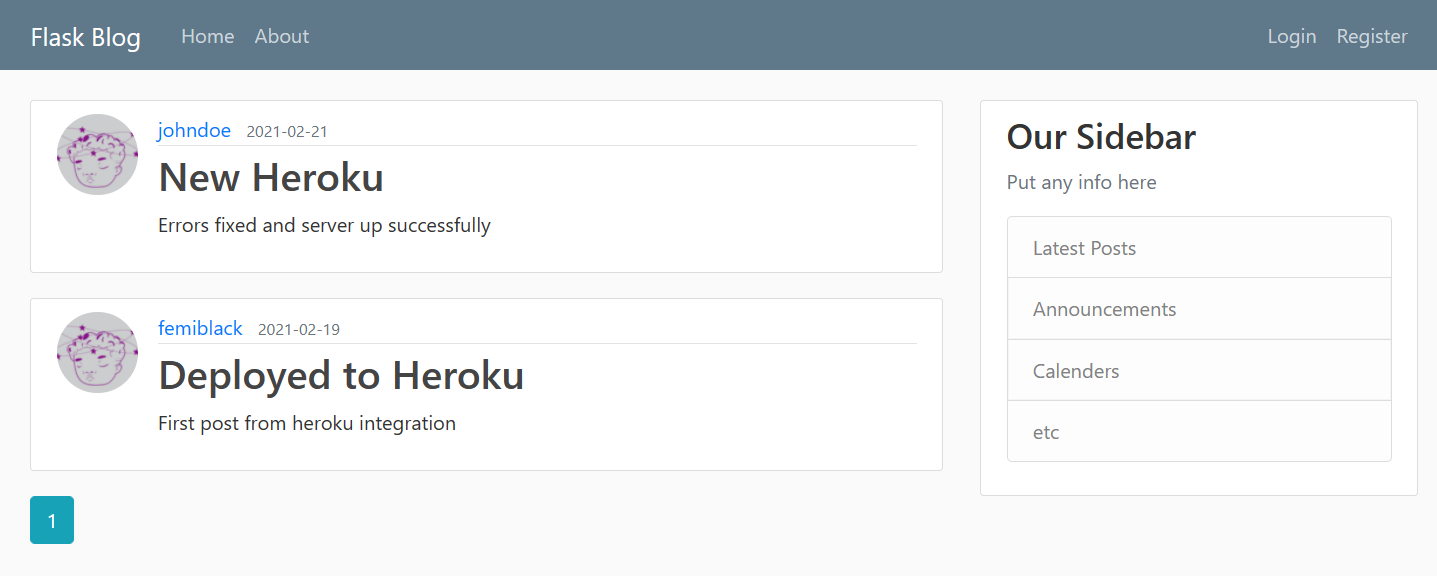 Flask Blog Home About Login Register
johndoe 2021-02-21
New Heroku
Errors fixed and server up successfully
femiblack 2021-02-19
Deployed to Heroku
First post from heroku integration
1
Our Sidebar
Put any info here
Latest Posts
Announcements
Calenders
etc